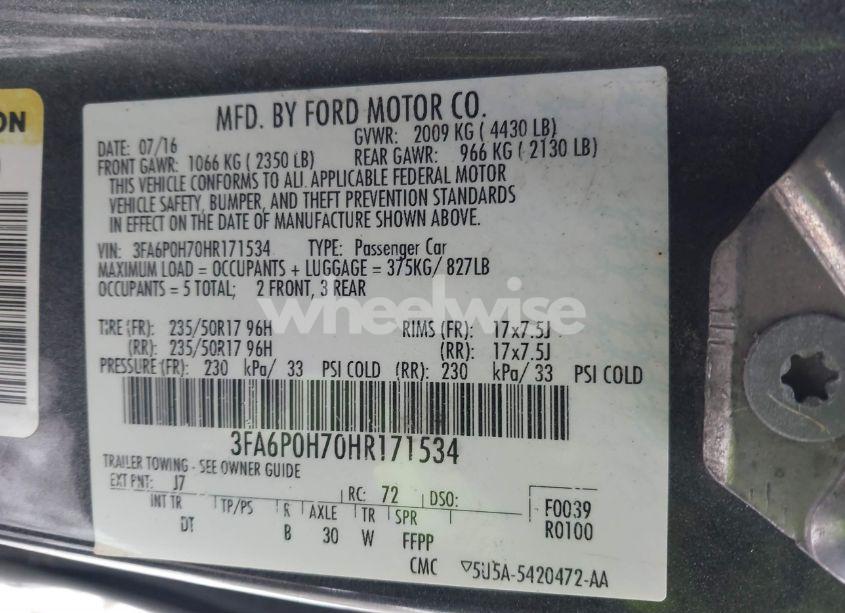 ON
MFD. BY FORD MOTOR CO.
DATE: 07/16 GVWR: 2009 KG ( 4430 LB)
FRONT GAWR: 1066 KG ( 2350 LB) REAR GAWR: 966 KG ( 2130 LB)
THIS VEHICLE CONFORMS TO ALL APPLICABLE FEDERAL MOTOR
VEHICLE SAFETY, BUMPER, AND THEFT PREVENTION STANDARDS
IN EFFECT ON THE DATE OF MANUFACTURE SHOWN ABOVE.
VIN: 3FA6P0H70HR171534 TYPE: Passenger Car
MAXIMUM LOAD = OCCUPANTS + LUGGAGE = 375KG/ 827LB
OCCUPANTS = 5 TOTAL; 2 FRONT, 3 REAR
wheelwise
TIRE (FR): 235/50R17 96H RIMS (FR): 17x7.5J
(RR): 235/50R17 96H (RR): 17x7.5J
PRESSURE (FR): 230 kPa/ 33 PSI COLD (RR): 230 kPa/ 33 PSI COLD
3FA6P0H70HR171534
TRAILER TOWING - SEE OWNER GUIDE
EXT PNT: J7 RC: 72 DSO: F0039
INT TR TP/PS R AXLE TR SPR R0100
DT B 30 W FFPP
CMC ▽5U5A-5420472-AA